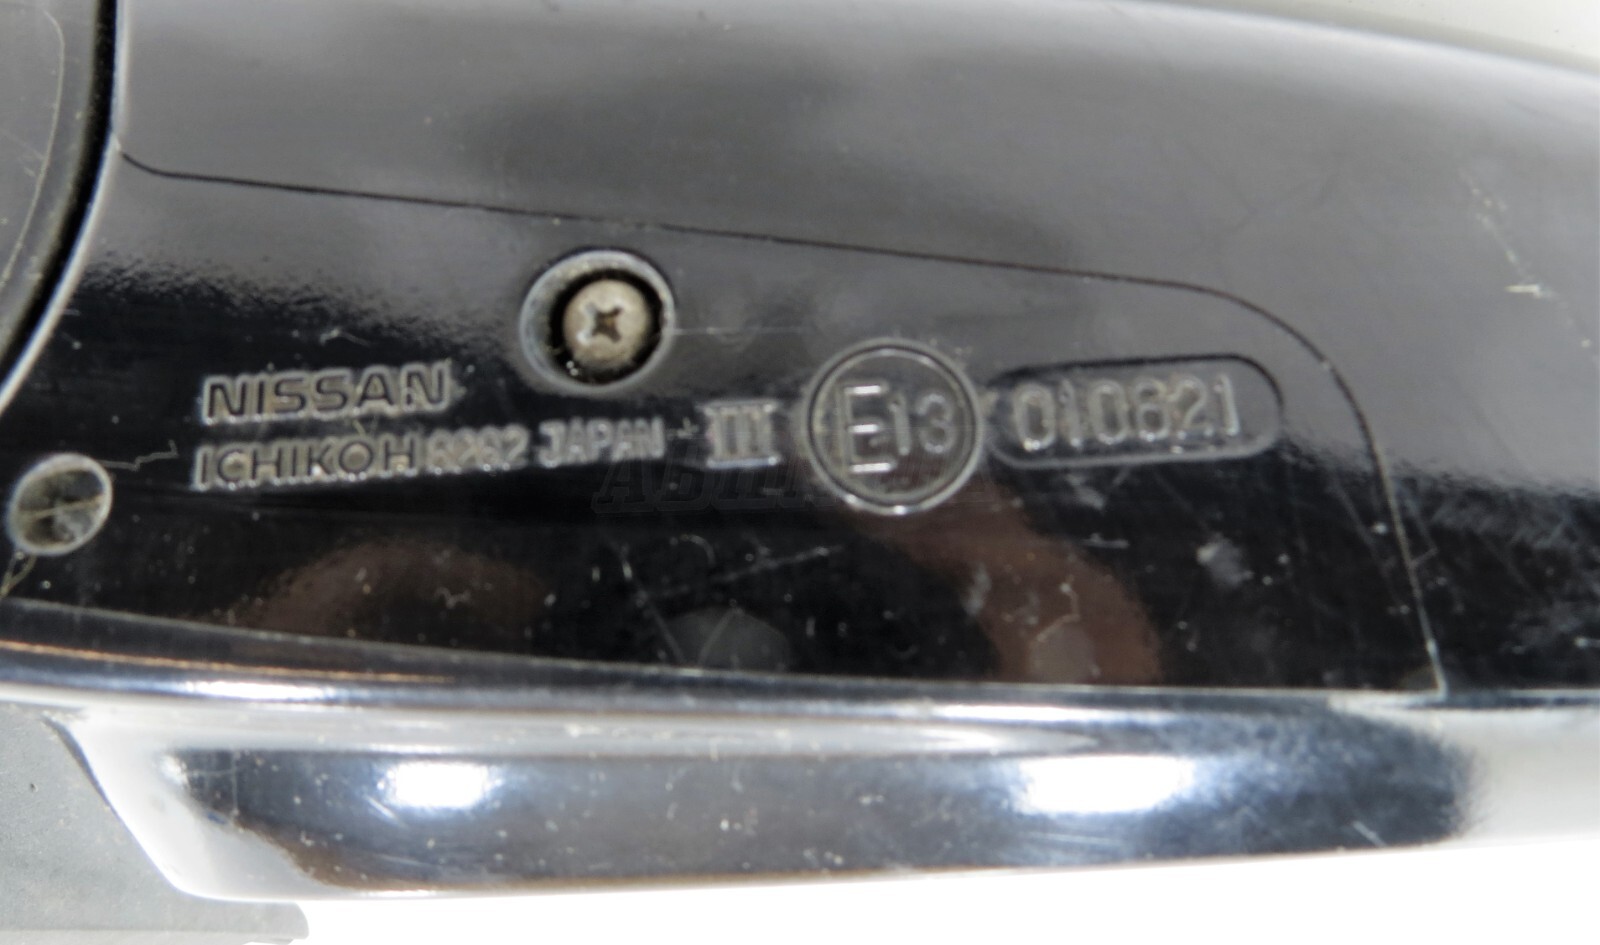 NISSAN
ICHIKOH 8262 JAPAN III E13 010821